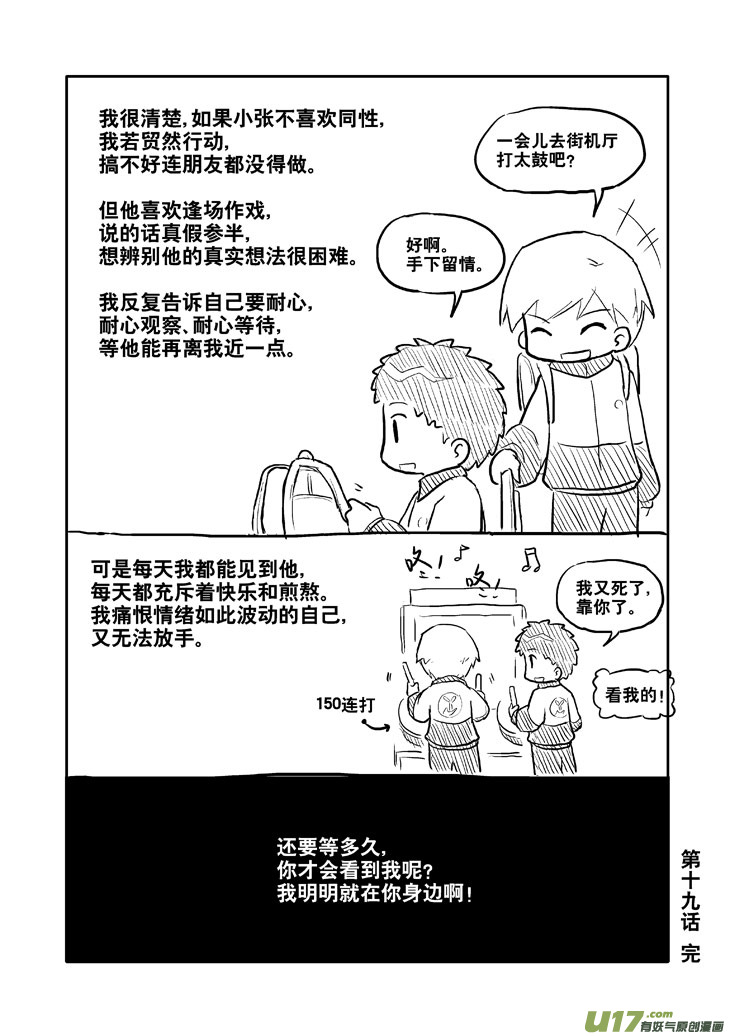 我很清楚，如果小张不喜欢同性，
我若贸然行动，
搞不好连朋友都没得做。
但他喜欢逢场作戏，
说的话真假参半，
想辨别他的真实想法很困难。
我反复告诉自己要耐心，
耐心观察、耐心等待，
等他能再离我近一点。
一会儿去街机厅
打太鼓吧？
好啊。
手下留情。
可是每天我都能见到他，
每天都充斥着快乐和煎熬。
我痛恨情绪如此波动的自己，
又无法放手。
咚！
咚！
我又死了，
靠你了。
看我的！
150连打
还要等多久，
你才会看到我呢？
我明明就在你身边啊！
第十九话 完
U17.com
有妖气原创漫画